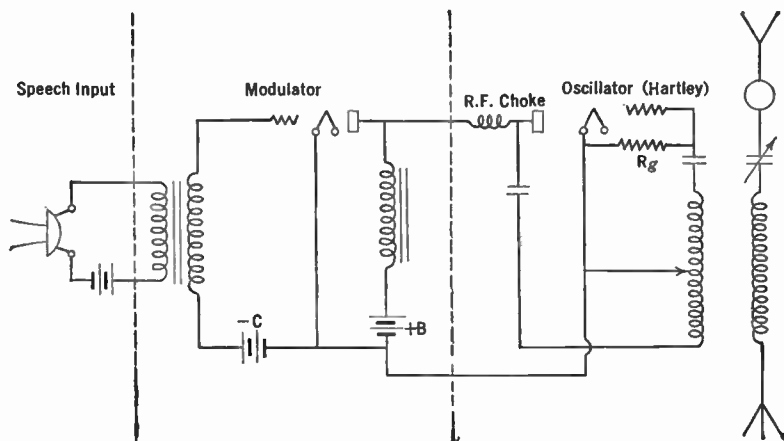 Speech Input
Modulator
R.F. Choke
Oscillator (Hartley)
Rg
-C
+B